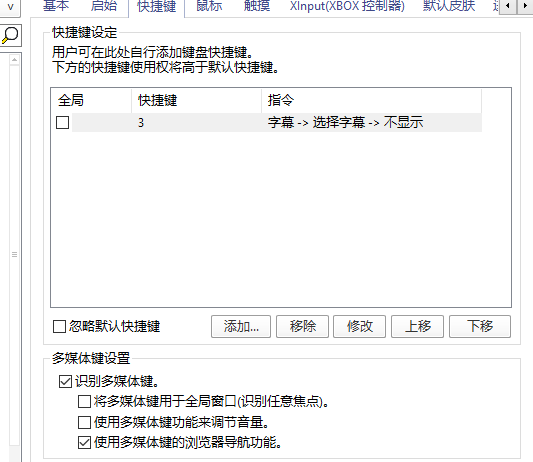 基本 启始 快捷键 鼠标 触摸 XInput(XBOX 控制器) 默认皮肤
快捷键设定
用户可在此处自行添加键盘快捷键。
下方的快捷键使用权将高于默认快捷键。
全局 快捷键 指令
3 字幕 -> 选择字幕 -> 不显示
忽略默认快捷键 添加... 移除 修改 上移 下移
多媒体键设置
识别多媒体键。
将多媒体键用于全局窗口(识别任意焦点)。
使用多媒体键功能来调节音量。
使用多媒体键的浏览器导航功能。